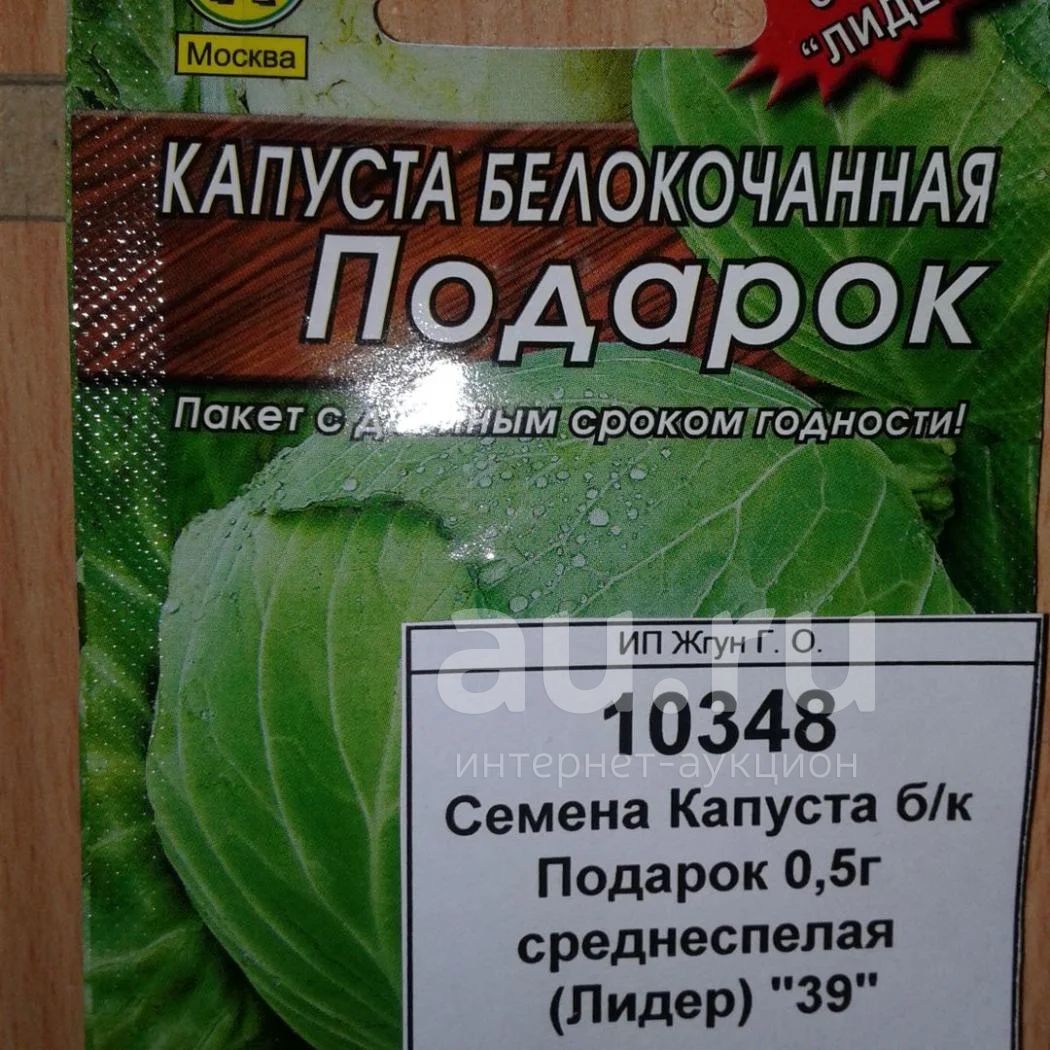 Москва
"ЛИДЕ
КАПУСТА БЕЛОКОЧАННАЯ
Подарок
Пакет с сроком годности!
au.ru
интернет-аукцион
ИП Жгун Г. О.
10348
Семена Капуста б/к
Подарок 0,5г
среднеспелая
(Лидер) "39"